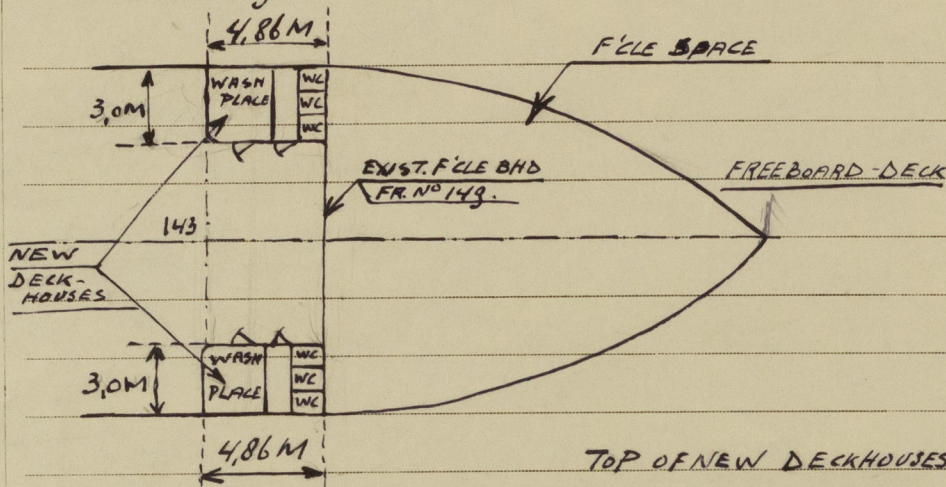 4,86 M
F'CLE SPACE
WASH
PLACE
WC
WC
WC
3,0M
EXIST. F'CLE BHD
FR. Nº 149.
FREEBOARD-DECK
143
NEW
DECK-
HOUSES
WASH
PLACE
WC
WC
WC
3,0M
4,86 M
TOP OF NEW DECKHOUSES